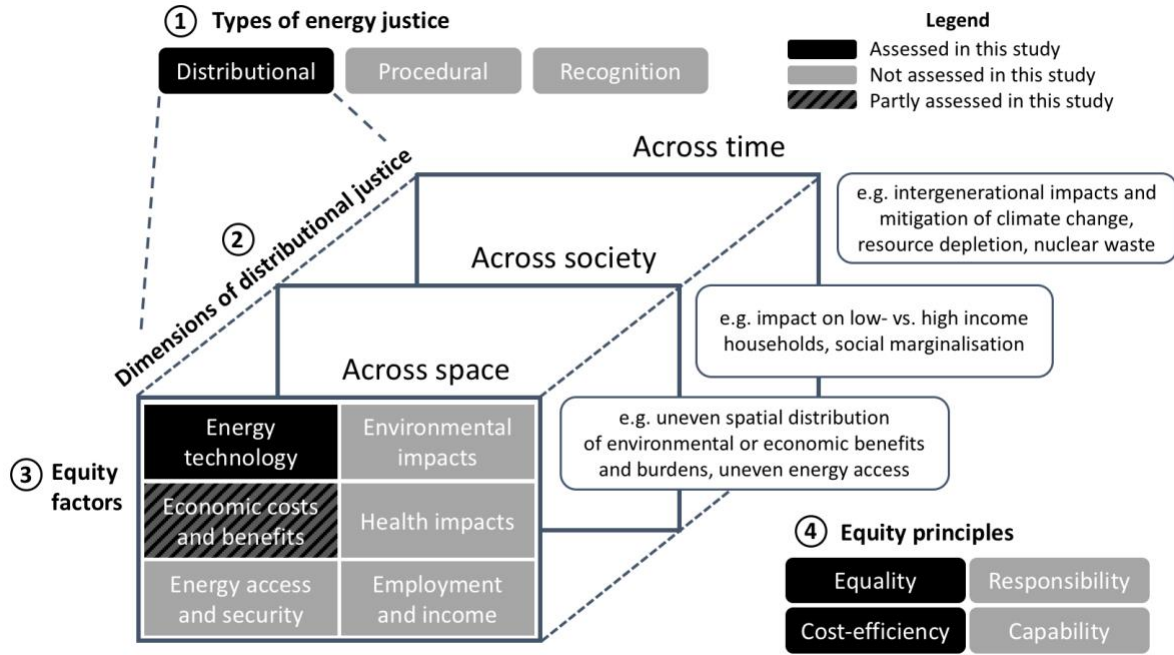 1 Types of energy justice
Distributional
Procedural
Recognition
Legend
Assessed in this study
Not assessed in this study
Partly assessed in this study
2
Dimensions of distributional justice
Across time
e.g. intergenerational impacts and
mitigation of climate change,
resource depletion, nuclear waste
Across society
e.g. impact on low- vs. high income
households, social marginalisation
Across space
e.g. uneven spatial distribution
of environmental or economic benefits
and burdens, uneven energy access
3 Equity
factors
Energy
technology
Environmental
impacts
Economic costs
and benefits
Health impacts
Energy access
and security
Employment
and income
4 Equity principles
Equality
Responsibility
Cost-efficiency
Capability